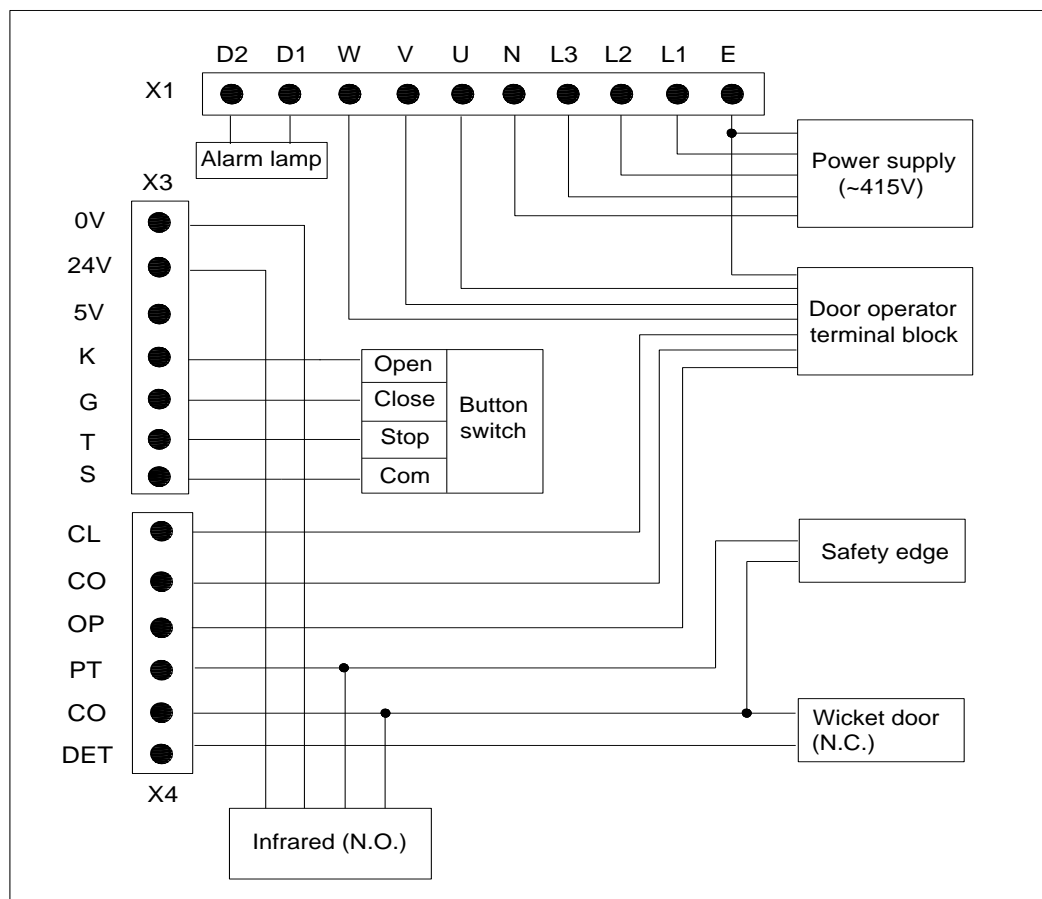 D2 D1 W V U N L3 L2 L1 E
X1
Alarm lamp
Power supply
(~415V)
X3
0V
24V
5V
K
G
T
S
Open
Close
Stop
Com
Button
switch
Door operator
terminal block
CL
CO
OP
PT
CO
DET
X4
Safety edge
Wicket door
(N.C.)
Infrared (N.O.)